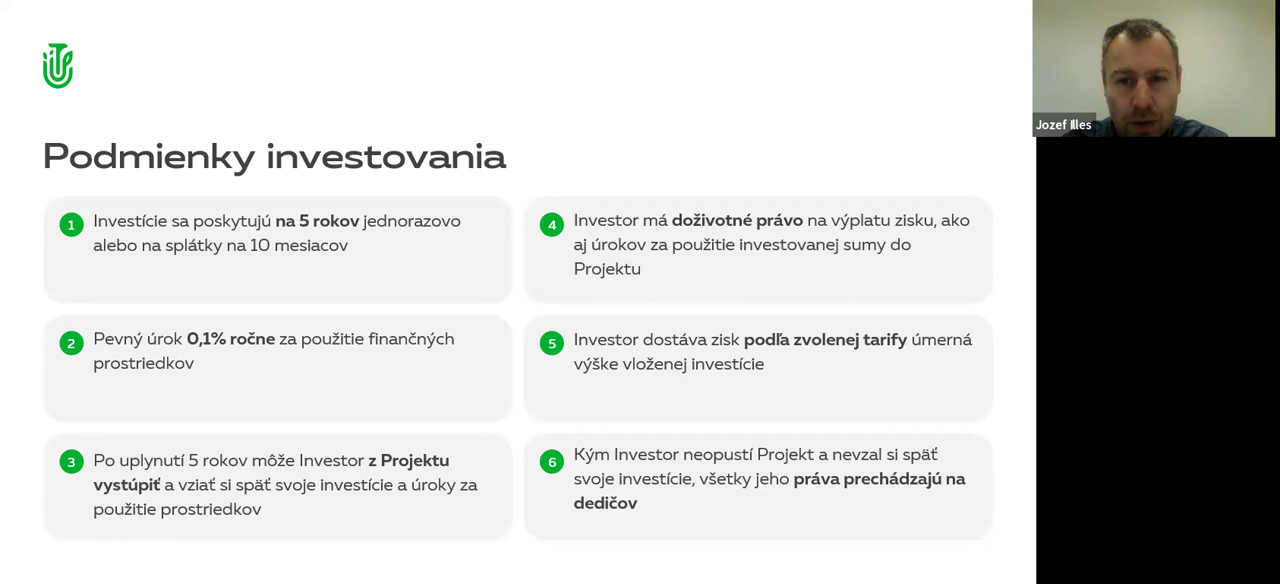 Podmienky investovania
1
Investície sa poskytujú na 5 rokov jednorazovo
alebo na splátky na 10 mesiacov
2
Pevný úrok 0,1% ročne za použitie finančných
prostriedkov
3
Po uplynutí 5 rokov môže Investor z Projektu
vystúpiť a vziať si späť svoje investície a úroky za
použitie prostriedkov
4
Investor má doživotné právo na výplatu zisku, ako
aj úrokov za použitie investovanej sumy do
Projektu
5
Investor dostáva zisk podľa zvolenej tarify úmerná
výške vloženej investície
6
Kým Investor neopustí Projekt a nevzal si späť
svoje investície, všetky jeho práva prechádzajú na
dedičov
Jozef Illes